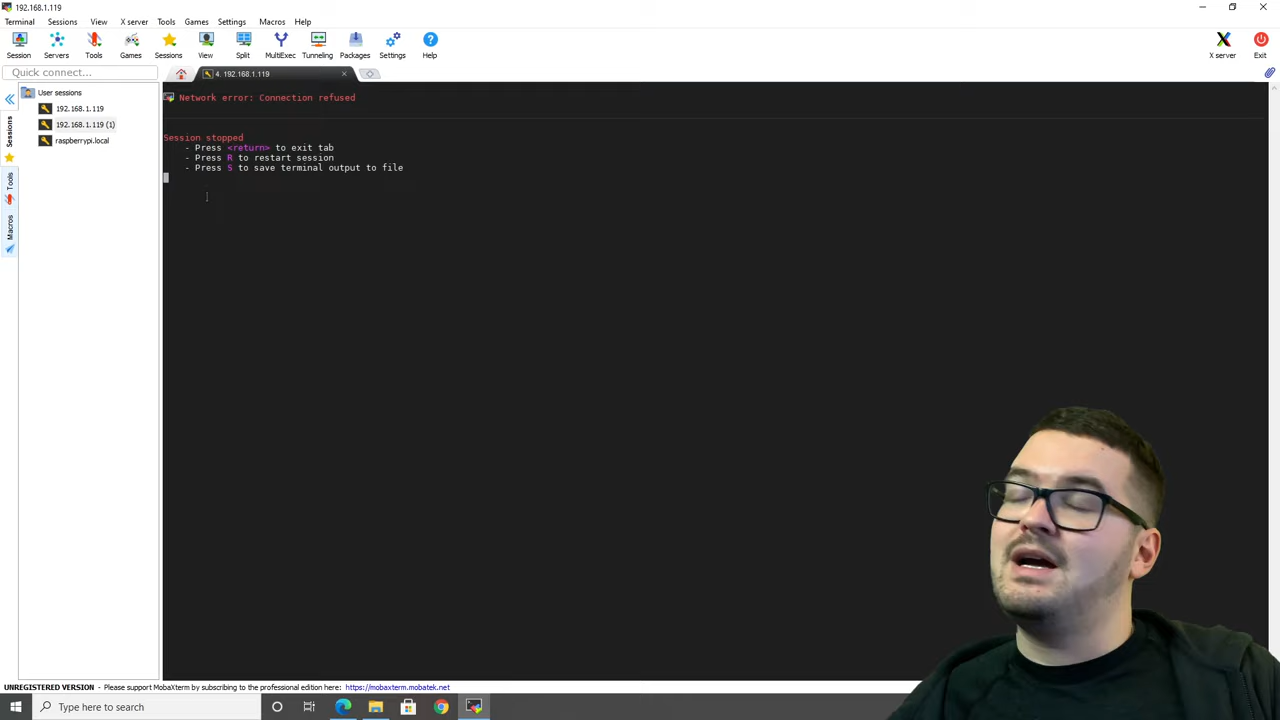 192.168.1.119
Terminal Sessions View X server Tools Games Settings Macros Help
Session Servers Tools Games Sessions View Split MultiExec Tunneling Packages Settings Help X server Exit
Quick connect...
4. 192.168.1.119
User sessions
192.168.1.119
192.168.1.119 (1)
raspberrypi.local
Sessions
Tools
Macros
Network error: Connection refused
Session stopped
- Press <return> to exit tab
- Press R to restart session
- Press S to save terminal output to file
UNREGISTERED VERSION - Please support MobaXterm by subscribing to the professional edition here: https://mobaxterm.mobatek.net
Type here to search